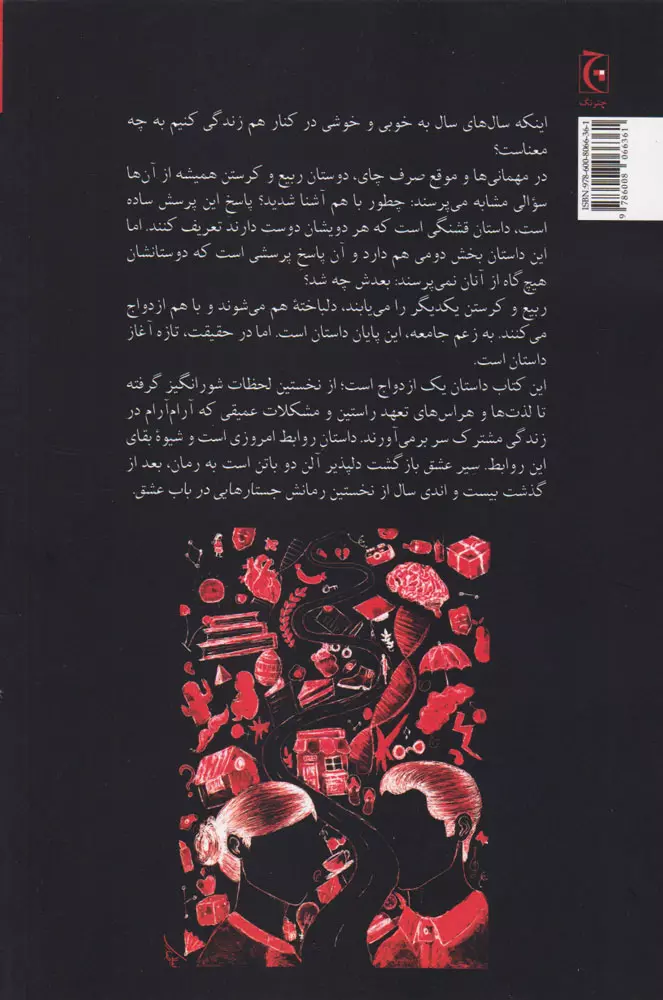 چترنگ
ISBN: 978-600-8066-36-1
9 786008 066361
اینکه سال‌های سال به خوبی و خوشی در کنار هم زندگی کنیم به چه
معناست؟
در مهمانی‌ها و موقع صرف چای، دوستان ربیع و کرستن همیشه از آن‌ها
سؤالی مشابه می‌پرسند: چطور با هم آشنا شدید؟ پاسخ این پرسش ساده
است، داستان قشنگی است که هر دویشان دوست دارند تعریف کنند. اما
این داستان بخش دومی هم دارد و آن پاسخ پرسشی است که دوستانشان
هیچ‌گاه از آنان نمی‌پرسند: بعدش چه شد؟
ربیع و کرستن یکدیگر را می‌یابند، دلباختهٔ هم می‌شوند و با هم ازدواج
می‌کنند. به زعم جامعه، این پایان داستان است. اما در حقیقت، تازه آغاز
داستان است.
این کتاب داستان یک ازدواج است؛ از نخستین لحظات شورانگیز گرفته
تا لذت‌ها و هراس‌های تعهد راستین و مشکلات عمیقی که آرام‌آرام در
زندگی مشترک سر برمی‌آورند. داستان روابط امروزی است و شیوهٔ بقای
این روابط. سیر عشق بازگشت دلپذیر آلن دو باتن است به رمان، بعد از
گذشت بیست و اندی سال از نخستین رمانش جستارهایی در باب عشق.